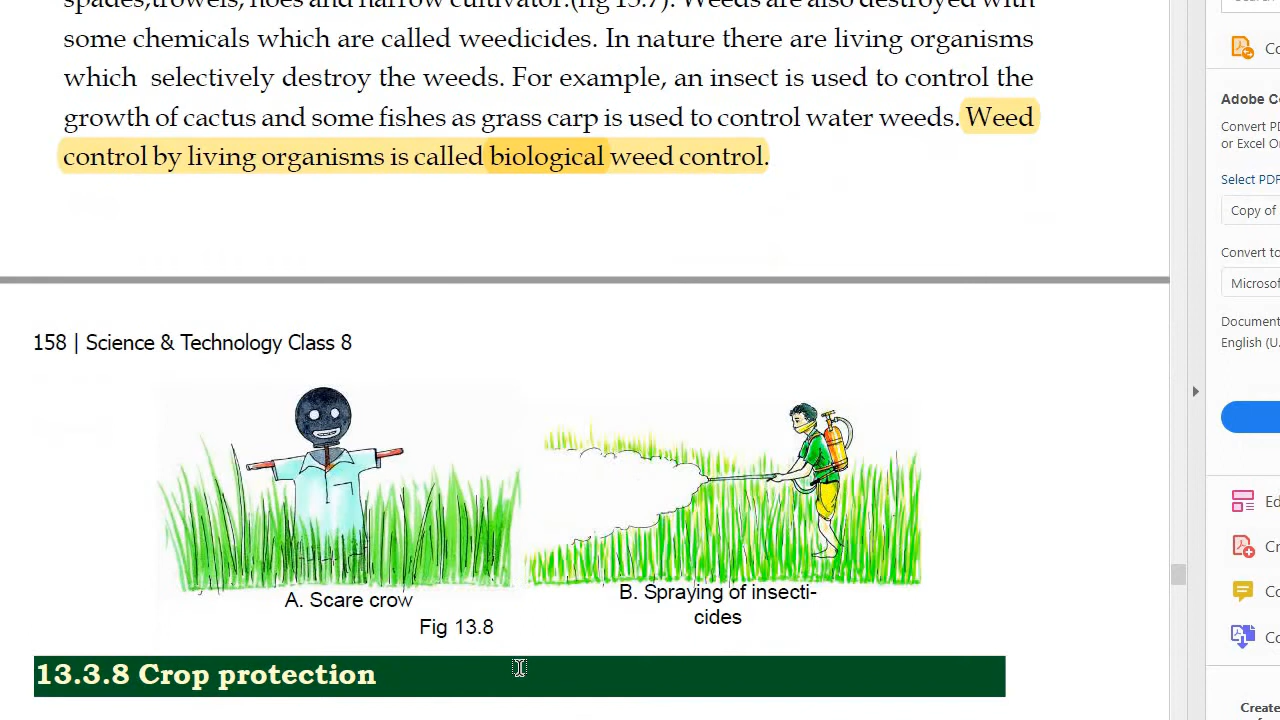 spades,trowels, hoes and narrow cultivator.(fig 13.7). Weeds are also destroyed with
some chemicals which are called weedicides. In nature there are living organisms
which selectively destroy the weeds. For example, an insect is used to control the
growth of cactus and some fishes as grass carp is used to control water weeds. Weed
control by living organisms is called biological weed control.
158 | Science & Technology Class 8
A. Scare crow
B. Spraying of insecti-
cides
Fig 13.8
13.3.8 Crop protection
Adobe
Convert
or Excel
Select PDF
Copy of
Convert to
Document
English